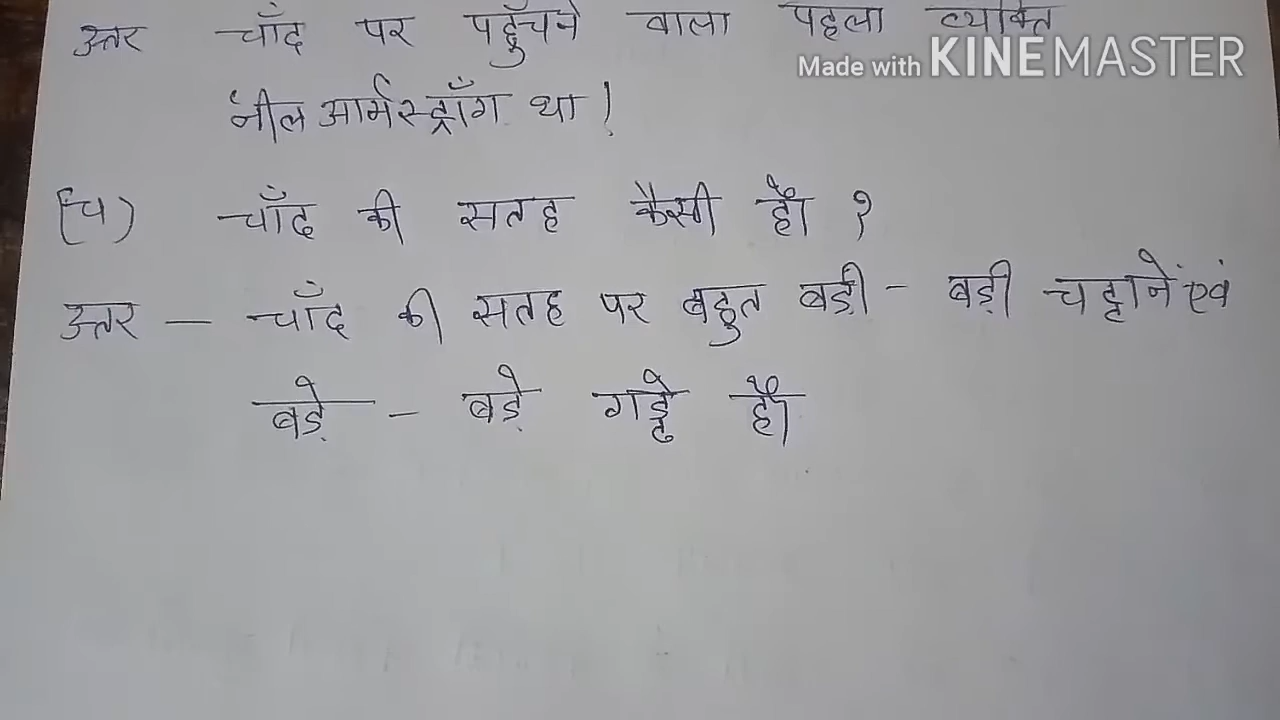 उत्तर चाँद पर पहुँचने वाला पहला व्यक्ति
Made with KINEMASTER
नील आर्मस्ट्राँग था!
(च) चाँद की सतह कैसी हैं ?
उत्तर – चाँद की सतह पर बहुत बड़ी - बड़ी चट्टानें एवं
बड़े - बड़े गड्ढे हैं